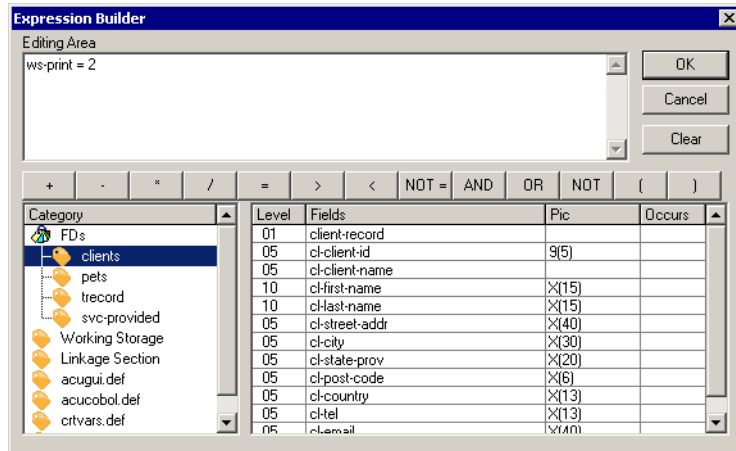 Expression Builder
Editing Area
ws-print = 2
OK
Cancel
Clear
+ - * / = > < NOT = AND OR NOT ( )
Category
FDs
clients
pets
trecord
svc-provided
Working Storage
Linkage Section
acugui.def
acucobol.def
crtvars.def
Level Fields Pic Occurs
01 client-record
05 cl-client-id 9(5)
05 cl-client-name
10 cl-first-name X(15)
10 cl-last-name X(15)
05 cl-street-addr X(40)
05 cl-city X(30)
05 cl-state-prov X(20)
05 cl-post-code X(6)
05 cl-country X(13)
05 cl-tel X(13)
05 cl-email X(40)